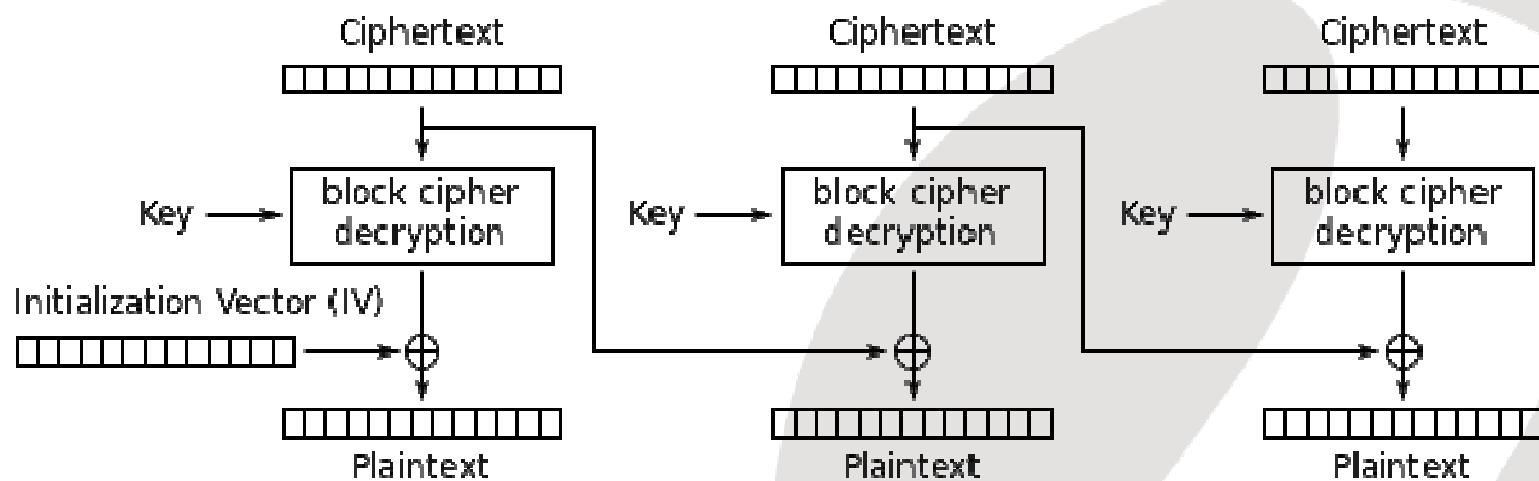 Ciphertext Ciphertext Ciphertext
Key block cipher decryption Key block cipher decryption Key block cipher decryption
Initialization Vector (IV)
Plaintext Plaintext Plaintext